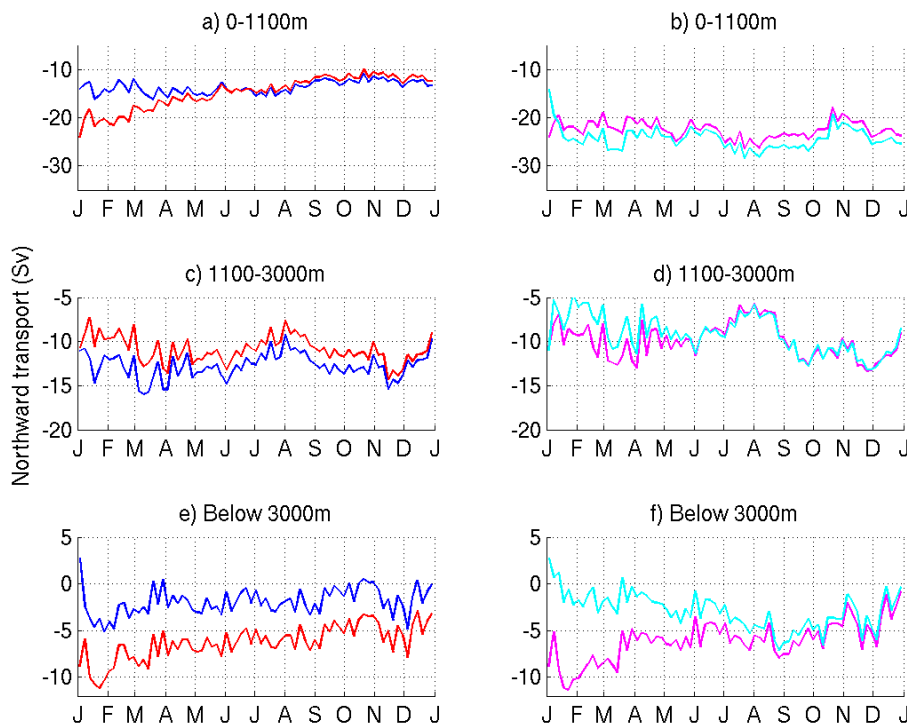 a) 0-1100m
b) 0-1100m
-10
-20
-30
J F M A M J J A S O N D J
-10
-20
-30
J F M A M J J A S O N D J
Northward transport (Sv)
c) 1100-3000m
d) 1100-3000m
-5
-10
-15
-20
J F M A M J J A S O N D J
-5
-10
-15
-20
J F M A M J J A S O N D J
e) Below 3000m
f) Below 3000m
5
0
-5
-10
J F M A M J J A S O N D J
5
0
-5
-10
J F M A M J J A S O N D J